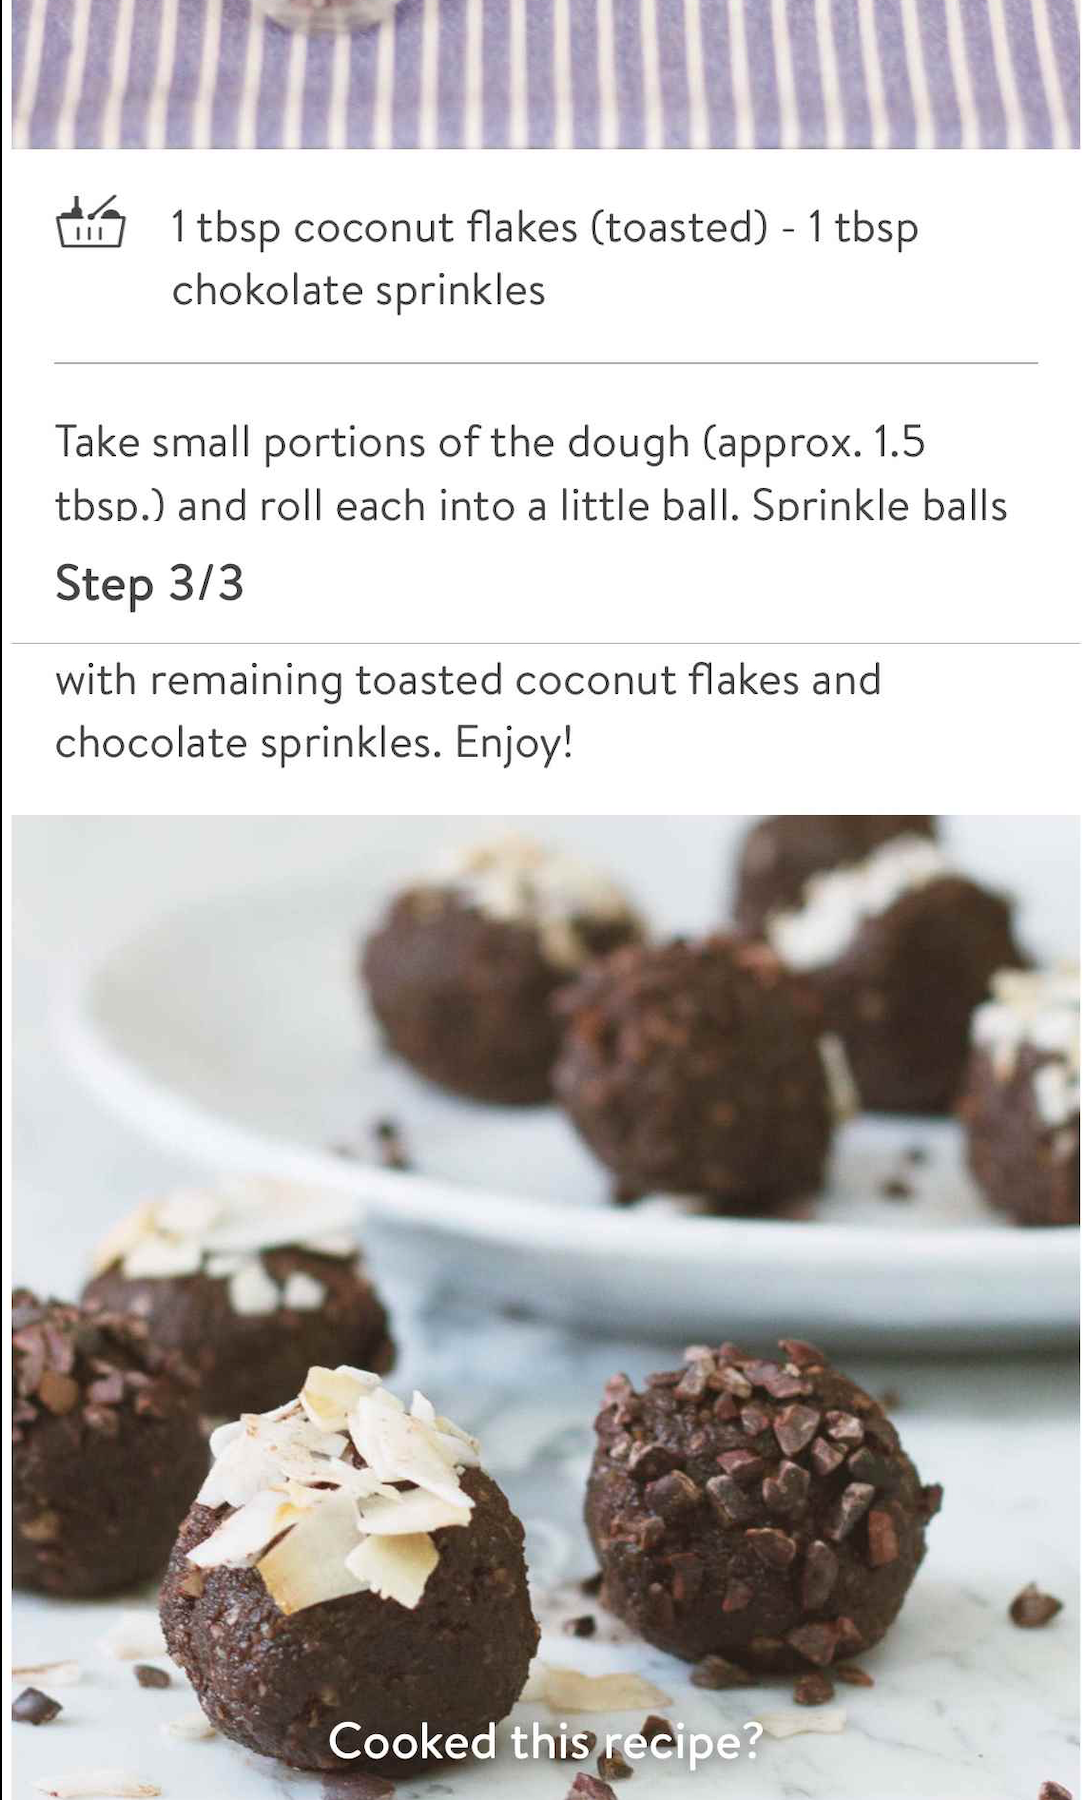 1 tbsp coconut flakes (toasted) - 1 tbsp
chokolate sprinkles
Take small portions of the dough (approx. 1.5
tbsp.) and roll each into a little ball. Sprinkle balls
Step 3/3
with remaining toasted coconut flakes and
chocolate sprinkles. Enjoy!
Cooked this recipe?